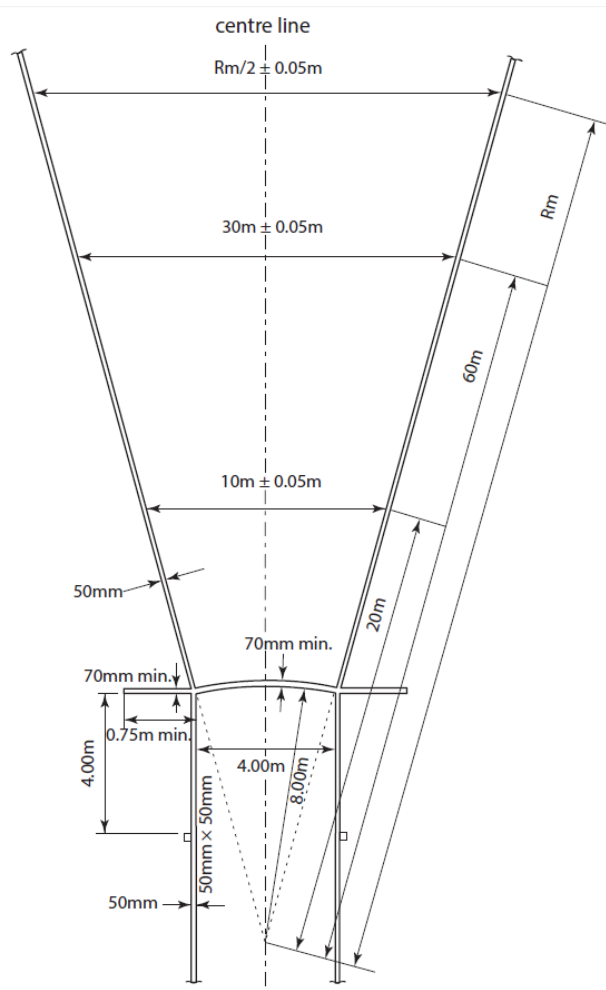 centre line
Rm/2 ± 0.05m
Rm
30m ± 0.05m
60m
10m ± 0.05m
50mm
20m
70mm min.
70mm min.
0.75m min.
4.00m
4.00m
8.00m
50mm × 50mm
50mm